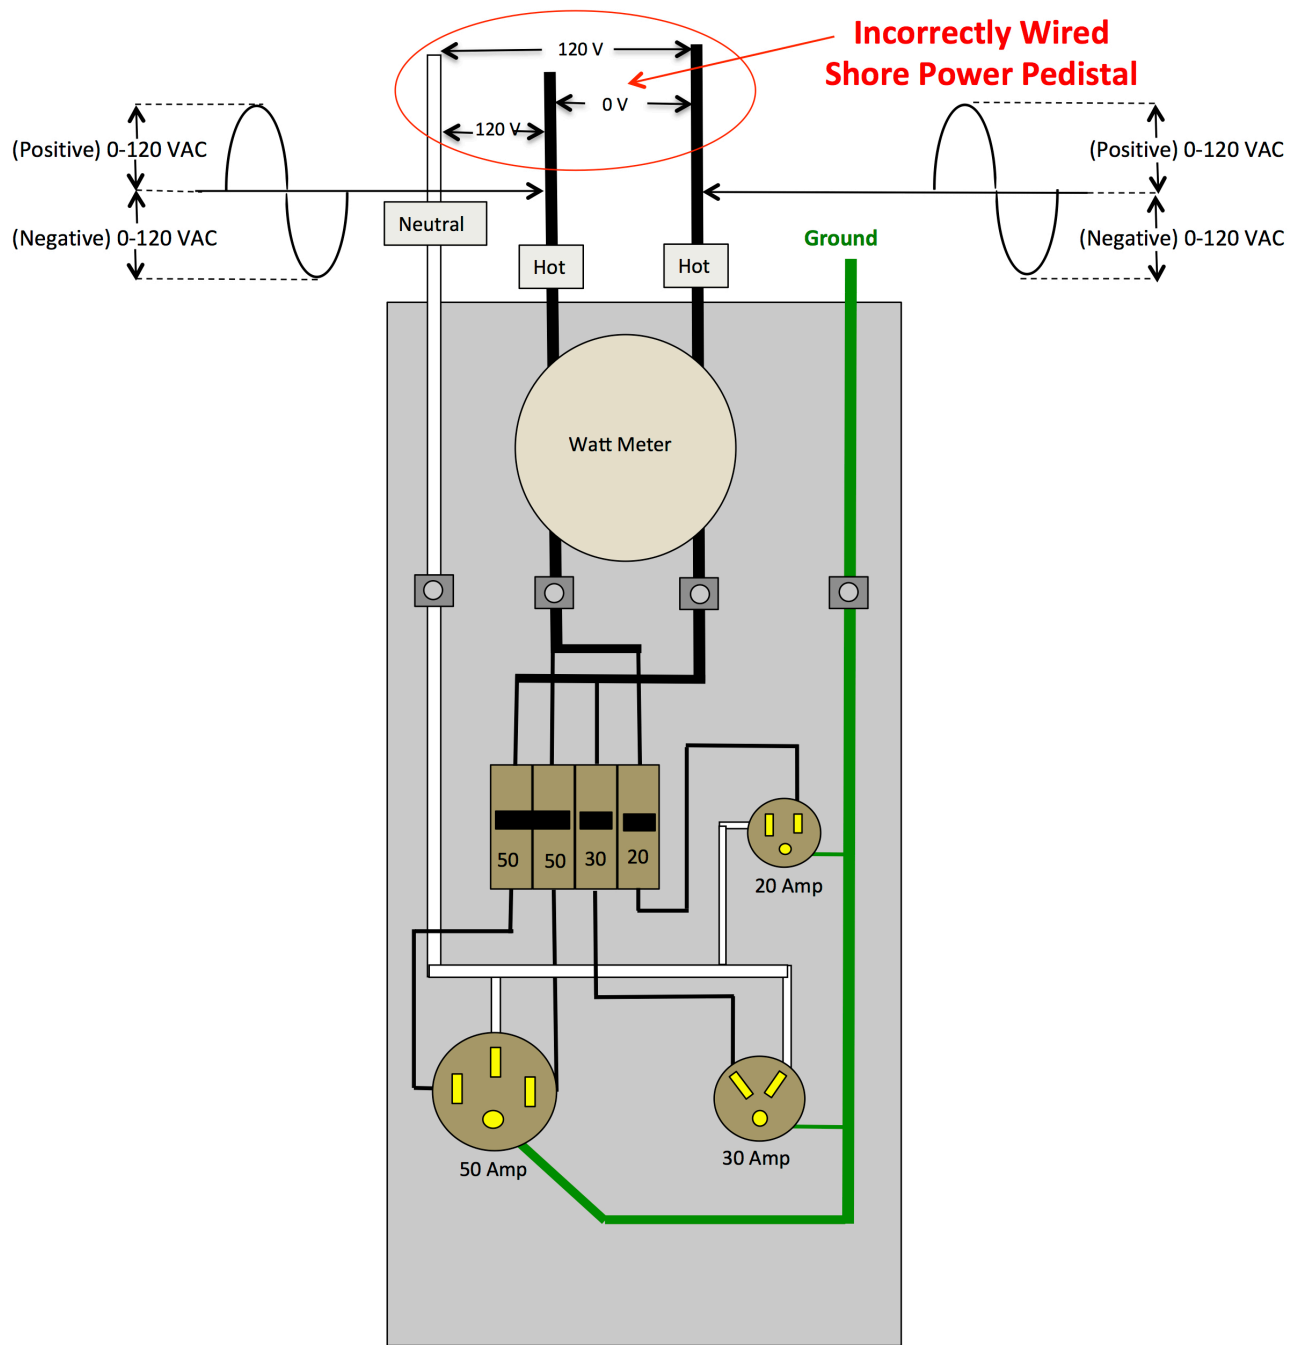 Incorrectly Wired
Shore Power Pedistal
120 V
0 V
120 V
(Positive) 0-120 VAC
(Positive) 0-120 VAC
(Negative) 0-120 VAC
(Negative) 0-120 VAC
Neutral
Ground
Hot
Hot
Watt Meter
50
50
30
20
20 Amp
50 Amp
30 Amp